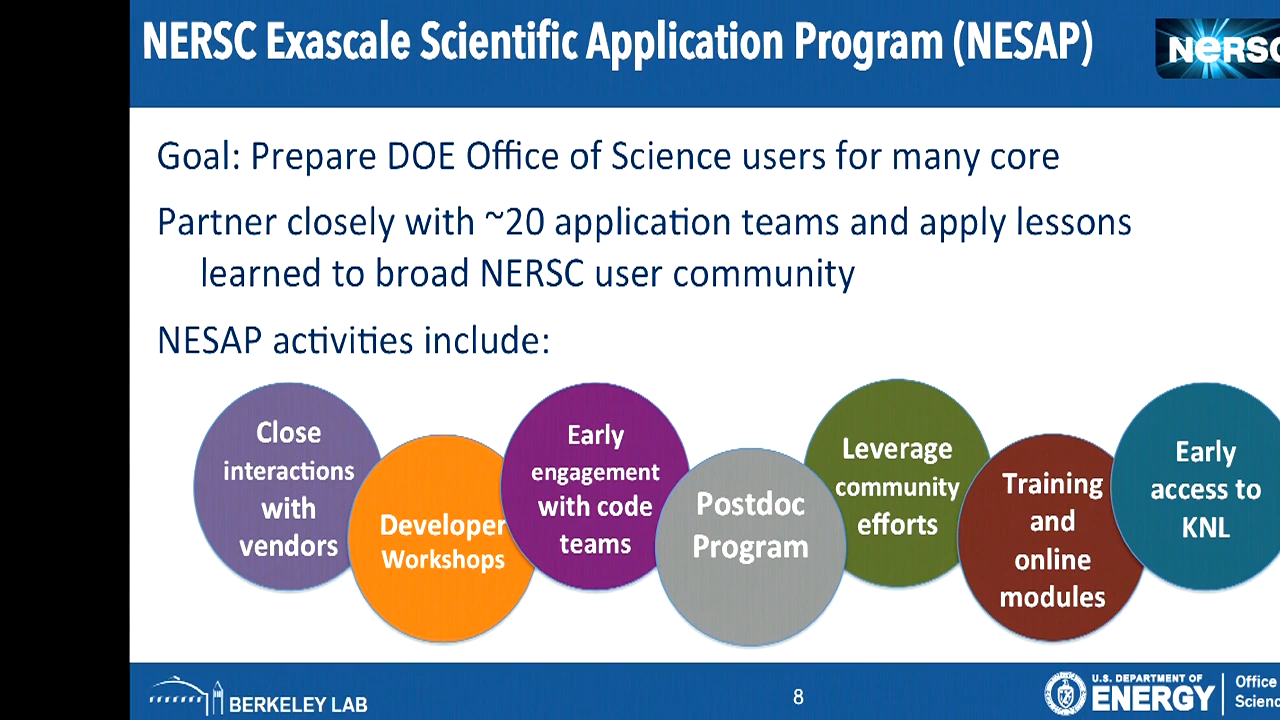 NERSC Exascale Scientific Application Program (NESAP)
Goal: Prepare DOE Office of Science users for many core
Partner closely with ~20 application teams and apply lessons
learned to broad NERSC user community
NESAP activities include:
Close
interactions
with
vendors
Developer
Workshops
Early
engagement
with code
teams
Postdoc
Program
Leverage
community
efforts
Training
and
online
modules
Early
access to
KNL
BERKELEY LAB
8
U.S. DEPARTMENT OF
ENERGY
Office